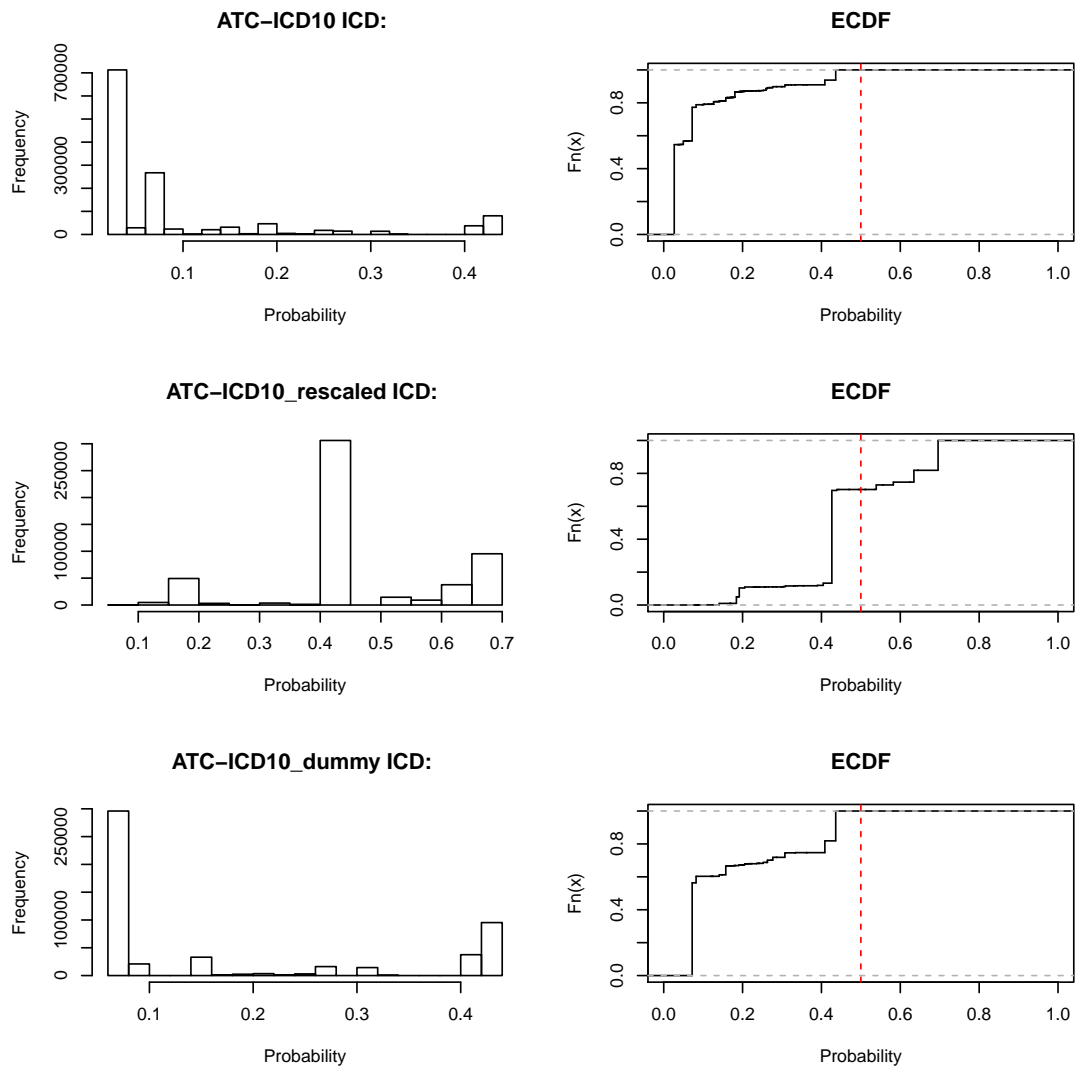 ATC−ICD10 ICD:
Frequency
0 300000 700000
0.1 0.2 0.3 0.4
Probability
ECDF
Fn(x)
0.0 0.4 0.8
0.0 0.2 0.4 0.6 0.8 1.0
Probability
ATC−ICD10_rescaled ICD:
Frequency
0 100000 250000
0.1 0.2 0.3 0.4 0.5 0.6 0.7
Probability
ECDF
Fn(x)
0.0 0.4 0.8
0.0 0.2 0.4 0.6 0.8 1.0
Probability
ATC−ICD10_dummy ICD:
Frequency
0 100000 250000
0.1 0.2 0.3 0.4
Probability
ECDF
Fn(x)
0.0 0.4 0.8
0.0 0.2 0.4 0.6 0.8 1.0
Probability